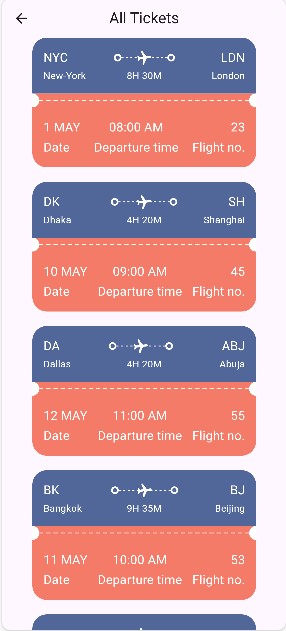 All Tickets
NYC LDN
New-York 8H 30M London
1 MAY 08:00 AM 23
Date Departure time Flight no.
DK SH
Dhaka 4H 20M Shanghai
10 MAY 09:00 AM 45
Date Departure time Flight no.
DA ABJ
Dallas 4H 20M Abuja
12 MAY 11:00 AM 55
Date Departure time Flight no.
BK BJ
Bangkok 9H 35M Beijing
11 MAY 10:00 AM 53
Date Departure time Flight no.